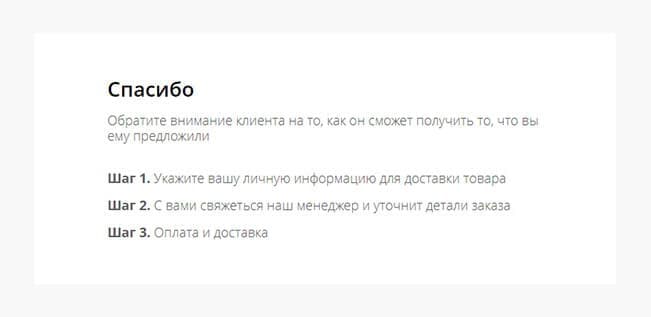 Спасибо
Обратите внимание клиента на то, как он сможет получить то, что вы
ему предложили
Шаг 1. Укажите вашу личную информацию для доставки товара
Шаг 2. С вами свяжеться наш менеджер и уточнит детали заказа
Шаг 3. Оплата и доставка